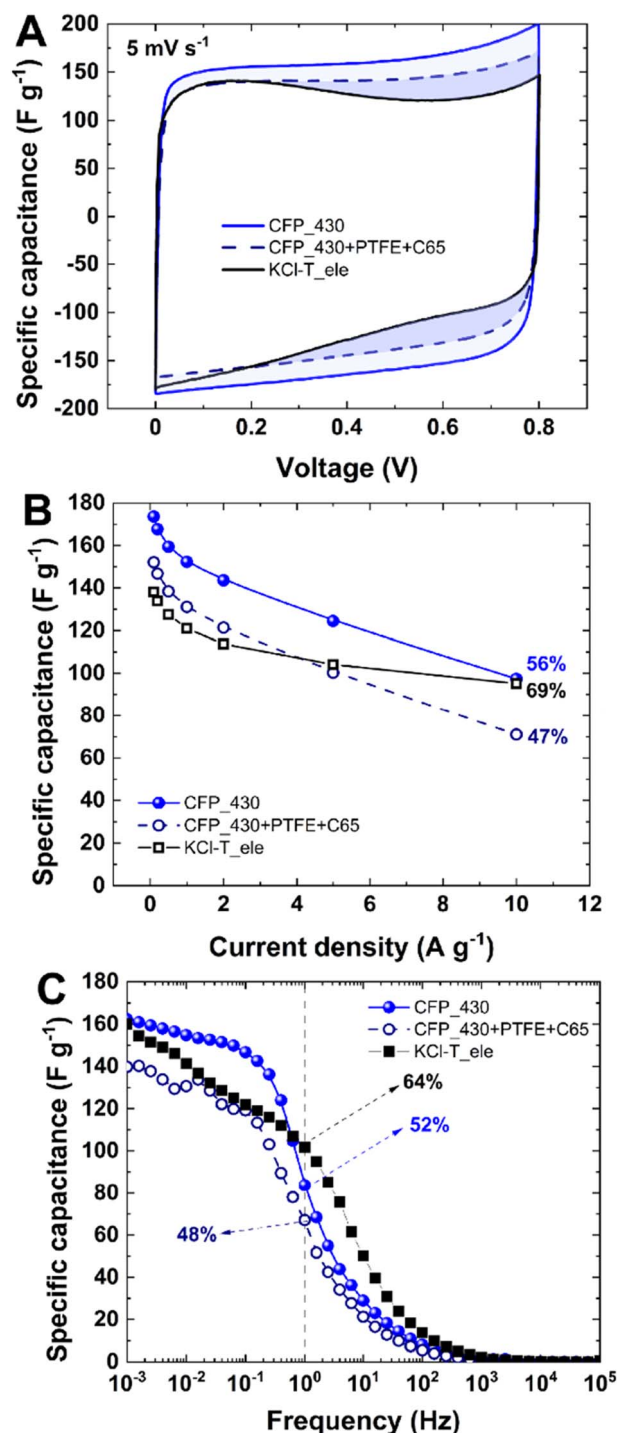 A
5 mV s⁻¹
200
150
100
50
0
-50
-100
-150
-200
Specific capacitance (F g⁻¹)
CFP_430
CFP_430+PTFE+C65
KCl-T_ele
0 0.2 0.4 0.6 0.8
Voltage (V)
B
180
160
140
120
100
80
60
40
20
0
Specific capacitance (F g⁻¹)
56%
69%
47%
CFP_430
CFP_430+PTFE+C65
KCl-T_ele
0 2 4 6 8 10 12
Current density (A g⁻¹)
C
180
160
140
120
100
80
60
40
20
0
Specific capacitance (F g⁻¹)
CFP_430
CFP_430+PTFE+C65
KCl-T_ele
64%
52%
48%
10⁻³ 10⁻² 10⁻¹ 10⁰ 10¹ 10² 10³ 10⁴ 10⁵
Frequency (Hz)